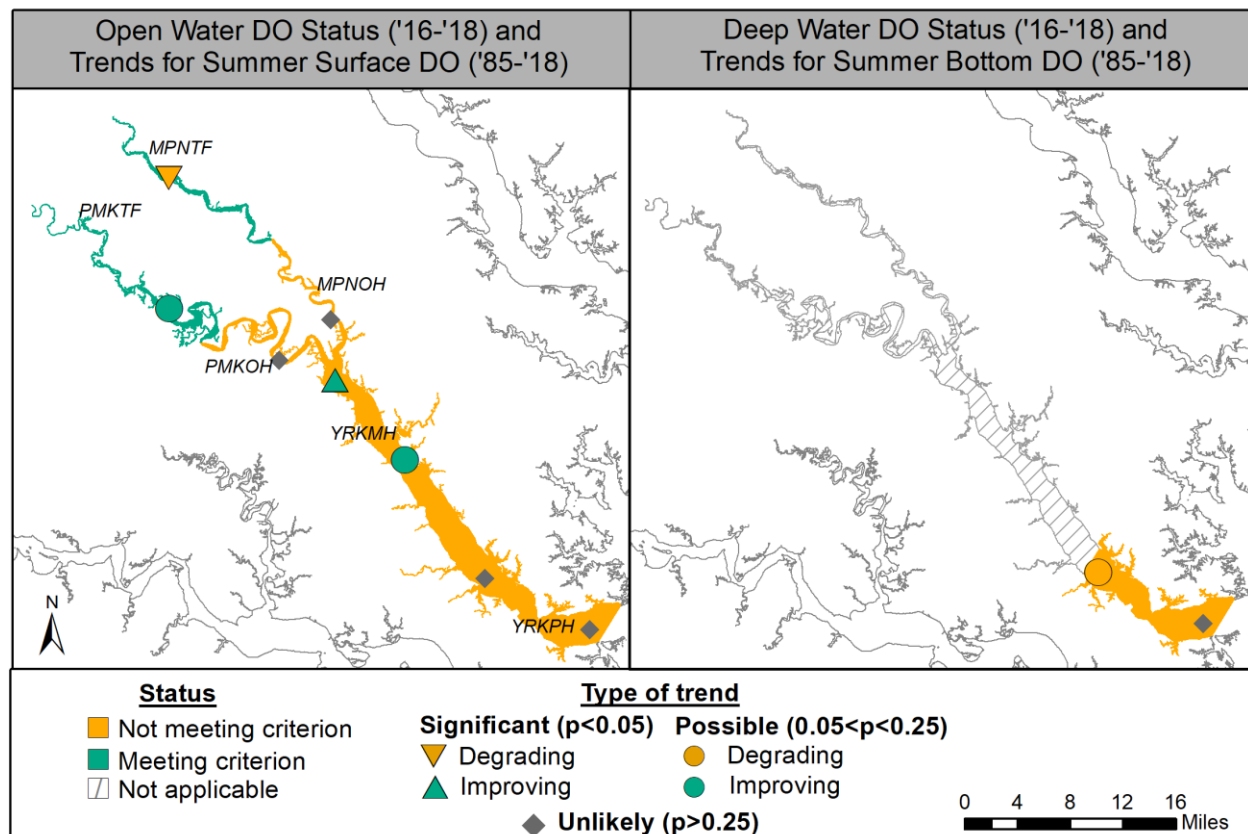 Open Water DO Status ('16-'18) and
Trends for Summer Surface DO ('85-'18)
Deep Water DO Status ('16-'18) and
Trends for Summer Bottom DO ('85-'18)
MPNTF
PMKTF
MPNOH
PMKOH
YRKMH
YRKPH
N
Status
Not meeting criterion
Meeting criterion
Not applicable
Type of trend
Significant (p<0.05)
Degrading
Improving
Possible (0.05<p<0.25)
Degrading
Improving
Unlikely (p>0.25)
0 4 8 12 16
Miles